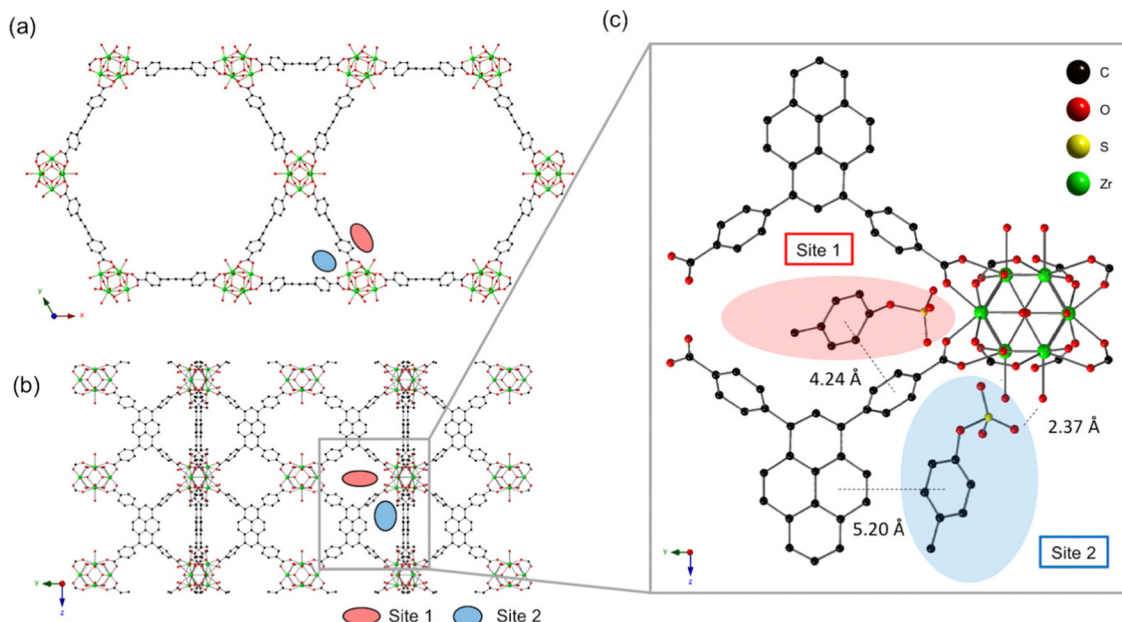 (a)
y
x
(b)
y
z
Site 1
Site 2
(c)
C
O
S
Zr
Site 1
4.24 Å
2.37 Å
5.20 Å
Site 2
y
x
z